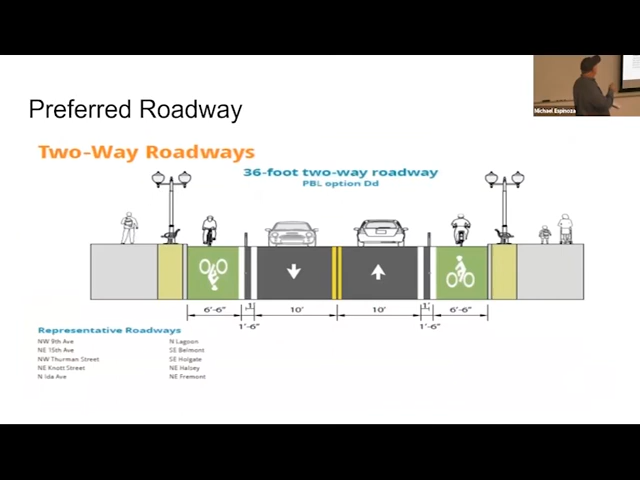 Michael Espinoza
Preferred Roadway
Two-Way Roadways
36-foot two-way roadway
PBL option Dd
6'-6" 1' 10' 10' 1' 6'-6"
1'-6" 1'-6"
Representative Roadways
NW 9th Ave
NE 15th Ave
NW Thurman Street
NE Knott Street
N Ida Ave
N Lagoon
SE Belmont
SE Holgate
NE Halsey
NE Fremont